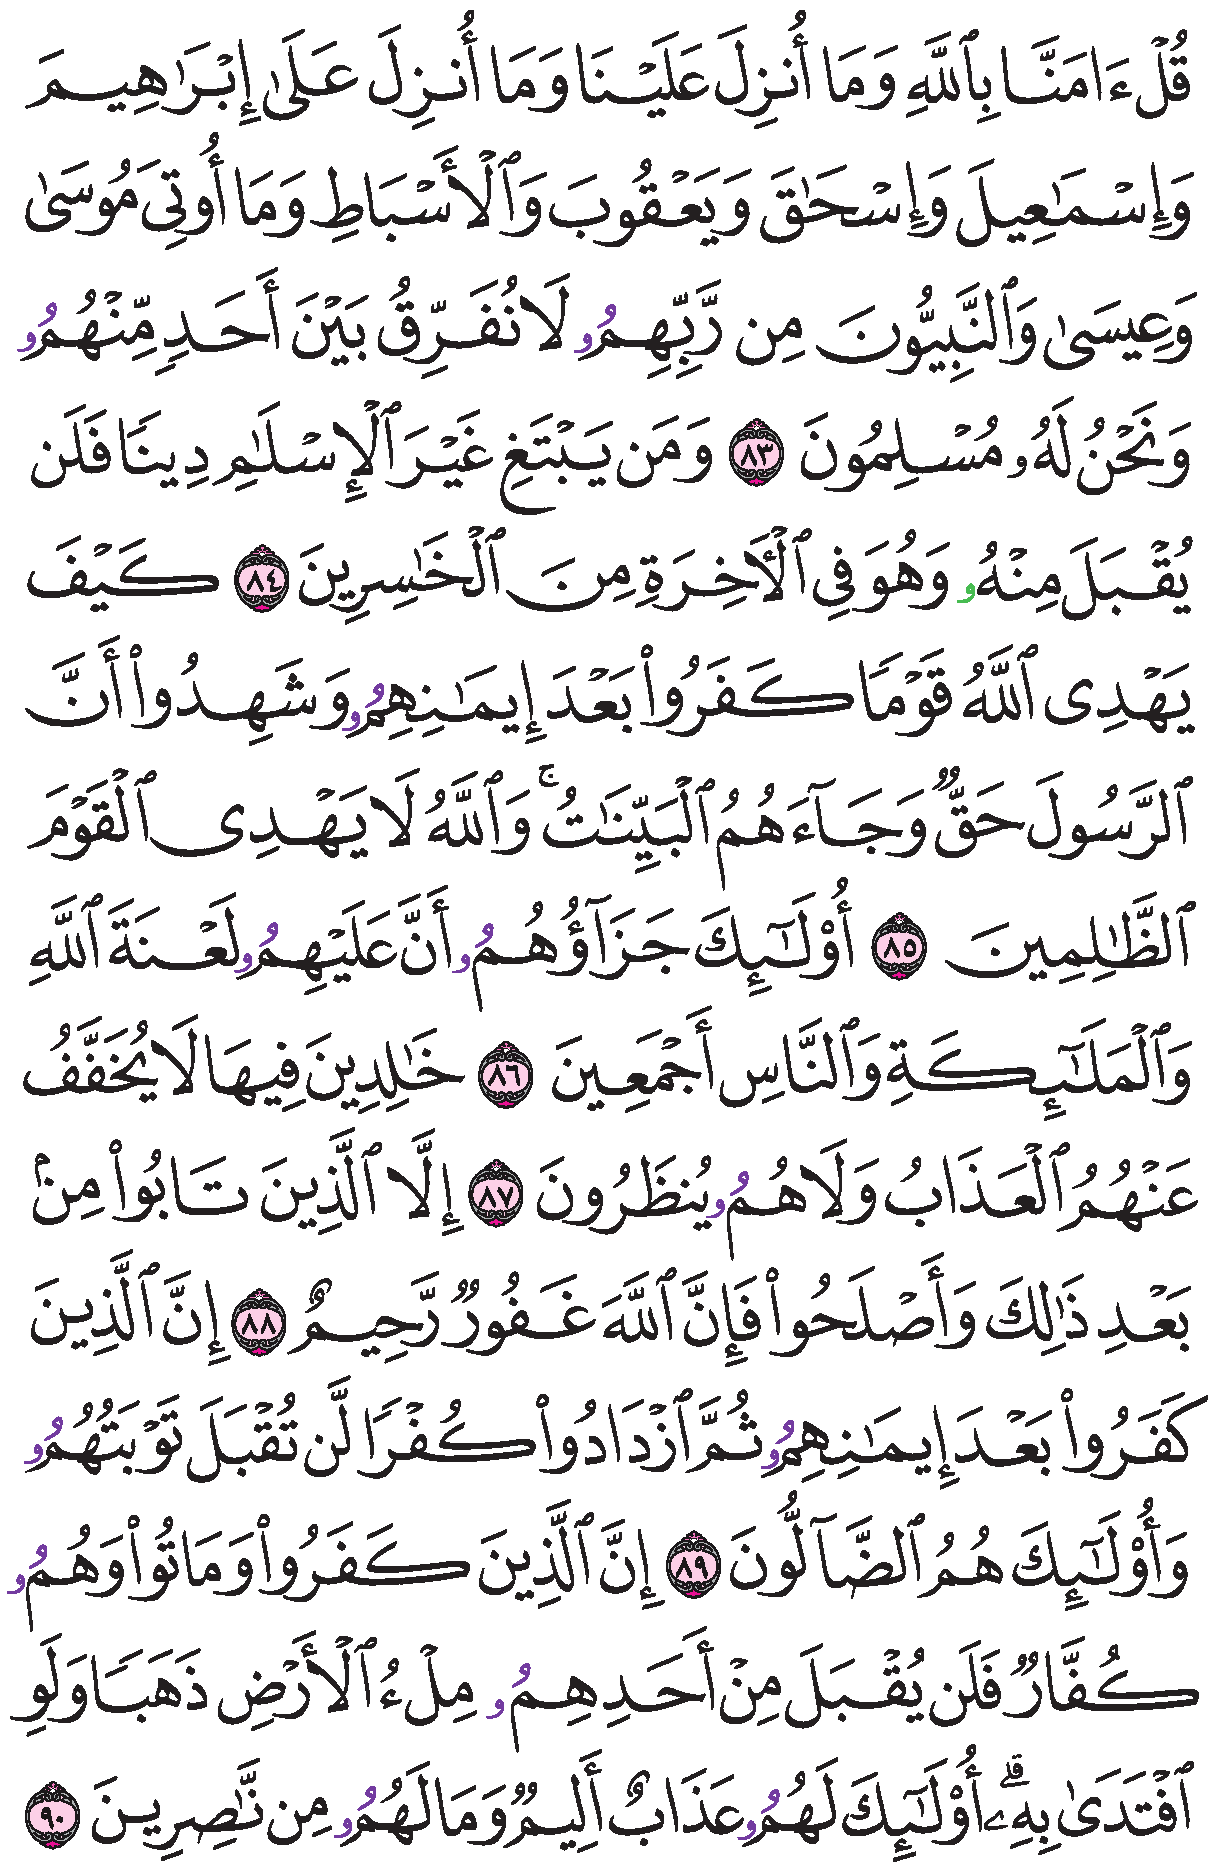 قُلْ ءَامَنَّا بِٱللَّهِ وَمَا أُنزِلَ عَلَيْنَا وَمَا أُنزِلَ عَلَىٰ إِبْرَٰهِيمَ
وَإِسْمَٰعِيلَ وَإِسْحَٰقَ وَيَعْقُوبَ وَٱلْأَسْبَاطِ وَمَا أُوتِىَ مُوسَىٰ
وَعِيسَىٰ وَٱلنَّبِيُّونَ مِن رَّبِّهِمُۥ لَا نُفَرِّقُ بَيْنَ أَحَدٍ مِّنْهُمُۥ
وَنَحْنُ لَهُۥ مُسْلِمُونَ ٨٣ وَمَن يَبْتَغِ غَيْرَ ٱلْإِسْلَٰمِ دِينًا فَلَن
يُقْبَلَ مِنْهُۥ وَهُوَ فِى ٱلْأَخِرَةِ مِنَ ٱلْخَٰسِرِينَ ٨٤ كَيْفَ
يَهْدِى ٱللَّهُ قَوْمًا كَفَرُوا۟ بَعْدَ إِيمَٰنِهِمُۥ وَشَهِدُوا۟ أَنَّ
ٱلرَّسُولَ حَقٌّ وَجَآءَهُمُ ٱلْبَيِّنَٰتُ ۚ وَٱللَّهُ لَا يَهْدِى ٱلْقَوْمَ
ٱلظَّٰلِمِينَ ٨٥ أُو۟لَٰٓئِكَ جَزَآؤُهُمُۥ أَنَّ عَلَيْهِمُۥ لَعْنَةَ ٱللَّهِ
وَٱلْمَلَٰٓئِكَةِ وَٱلنَّاسِ أَجْمَعِينَ ٨٦ خَٰلِدِينَ فِيهَا لَا يُخَفَّفُ
عَنْهُمُ ٱلْعَذَابُ وَلَا هُمُۥ يُنظَرُونَ ٨٧ إِلَّا ٱلَّذِينَ تَابُوا۟ مِنۢ
بَعْدِ ذَٰلِكَ وَأَصْلَحُوا۟ فَإِنَّ ٱللَّهَ غَفُورٌ رَّحِيمٌ ٨٨ إِنَّ ٱلَّذِينَ
كَفَرُوا۟ بَعْدَ إِيمَٰنِهِمُۥ ثُمَّ ٱزْدَادُوا۟ كُفْرًا لَّن تُقْبَلَ تَوْبَتُهُمُۥ
وَأُو۟لَٰٓئِكَ هُمُ ٱلضَّآلُّونَ ٨٩ إِنَّ ٱلَّذِينَ كَفَرُوا۟ وَمَاتُوا۟ وَهُمُۥ
كُفَّارٌ فَلَن يُقْبَلَ مِنْ أَحَدِهِمُۥ مِلْءُ ٱلْأَرْضِ ذَهَبًا وَلَوِ
ٱفْتَدَىٰ بِهِۦ ۗ أُو۟لَٰٓئِكَ لَهُمُۥ عَذَابٌ أَلِيمٌ وَمَا لَهُمُۥ مِن نَّٰصِرِينَ ٩٠